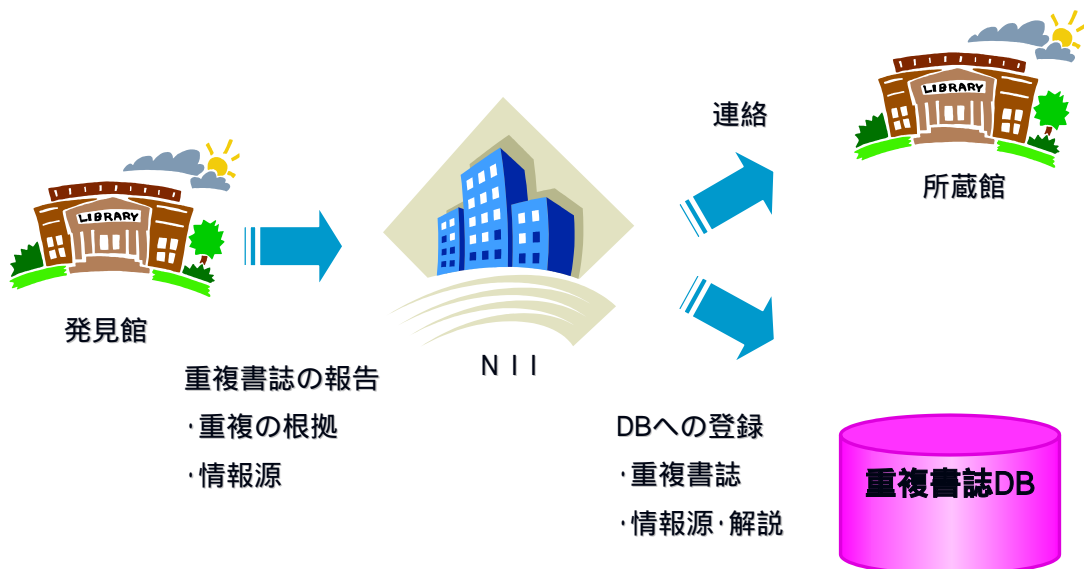 連絡
LIBRARY
所蔵館
LIBRARY
発見館
NII
重複書誌の報告
・重複の根拠
・情報源
DBへの登録
・重複書誌
・情報源・解説
重複書誌DB